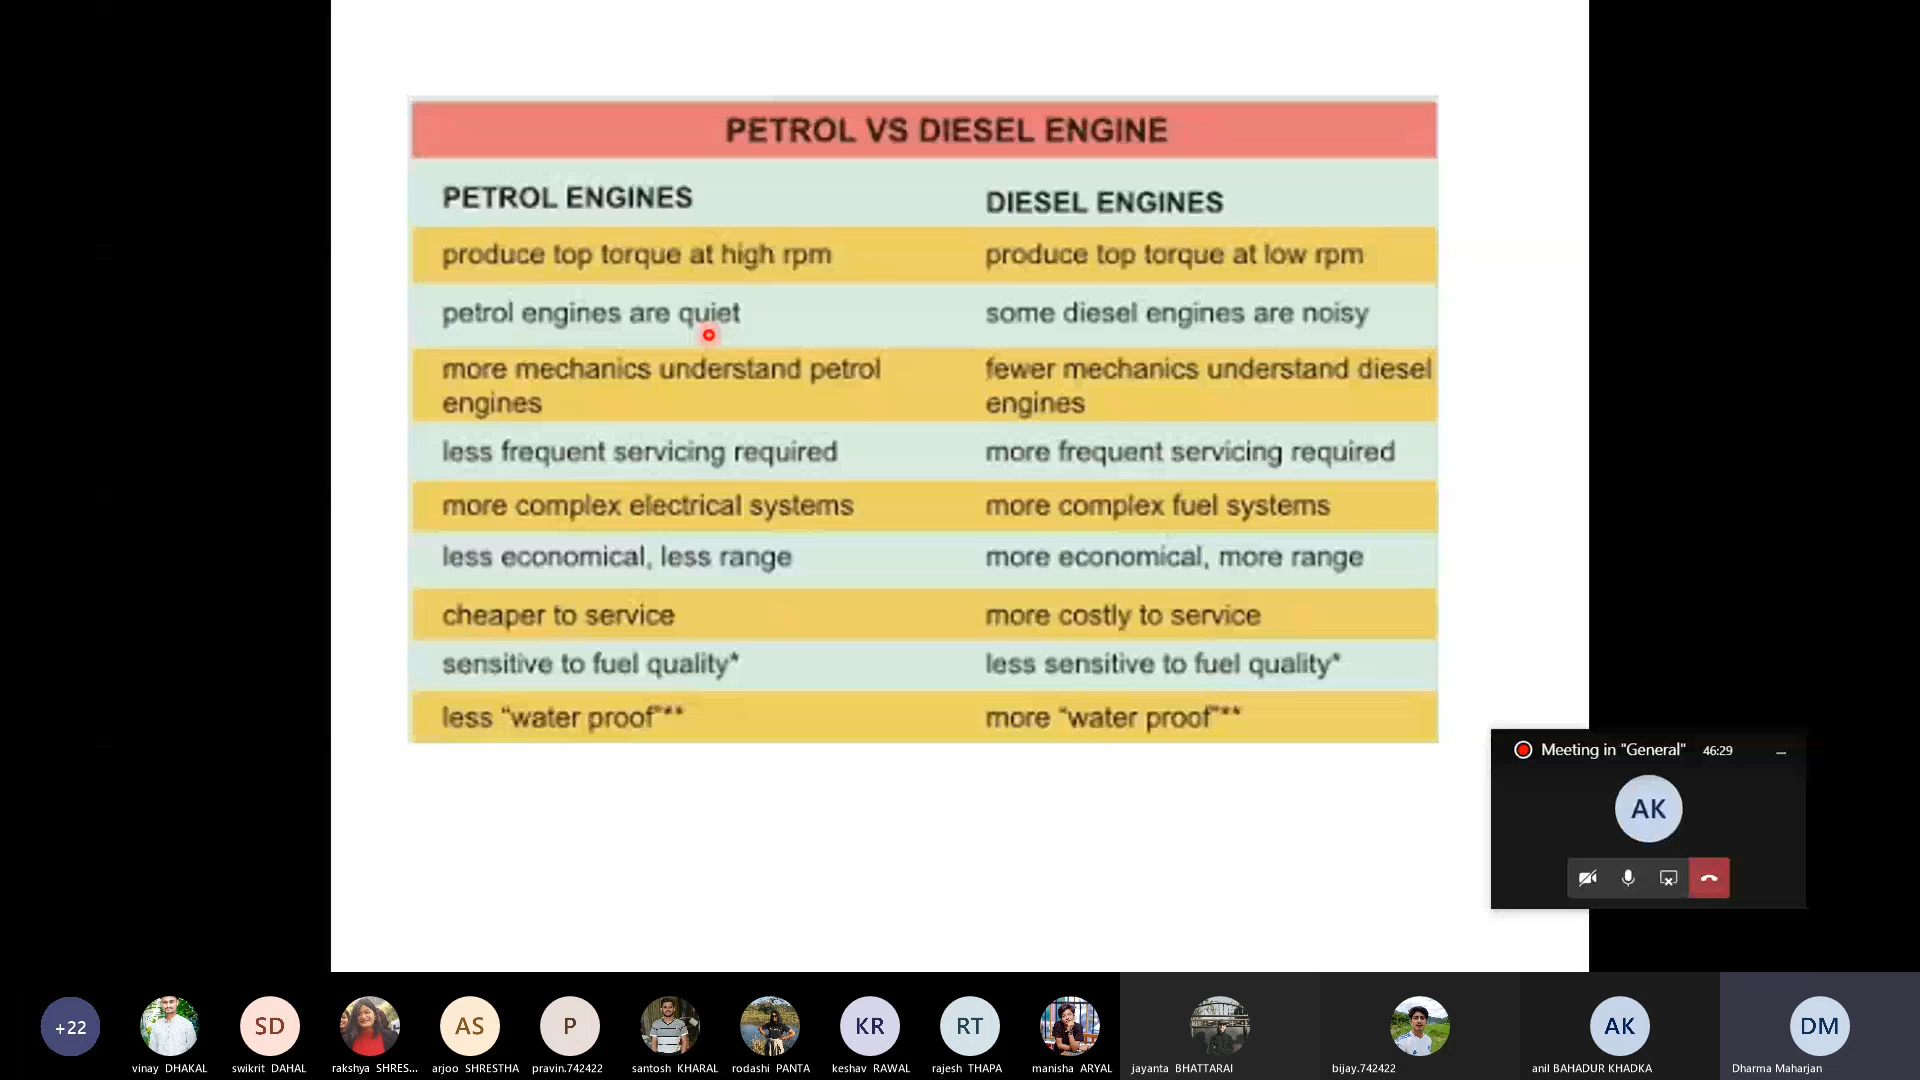 PETROL VS DIESEL ENGINE
PETROL ENGINES
DIESEL ENGINES
produce top torque at high rpm
produce top torque at low rpm
petrol engines are quiet
some diesel engines are noisy
more mechanics understand petrol
engines
fewer mechanics understand diesel
engines
less frequent servicing required
more frequent servicing required
more complex electrical systems
more complex fuel systems
less economical, less range
more economical, more range
cheaper to service
more costly to service
sensitive to fuel quality*
less sensitive to fuel quality*
less "water proof"**
more "water proof"**
Meeting in "General" 46:29
AK
+22
SD
AS
P
KR
RT
AK
DM
vinay DHAKAL
swikrit DAHAL
rakshya SHRES...
arjoo SHRESTHA
pravin.742422
santosh KHARAL
rodashi PANTA
keshav RAWAL
rajesh THAPA
manisha ARYAL
jayanta BHATTARAI
bijay.742422
anil BAHADUR KHADKA
Dharma Maharjan